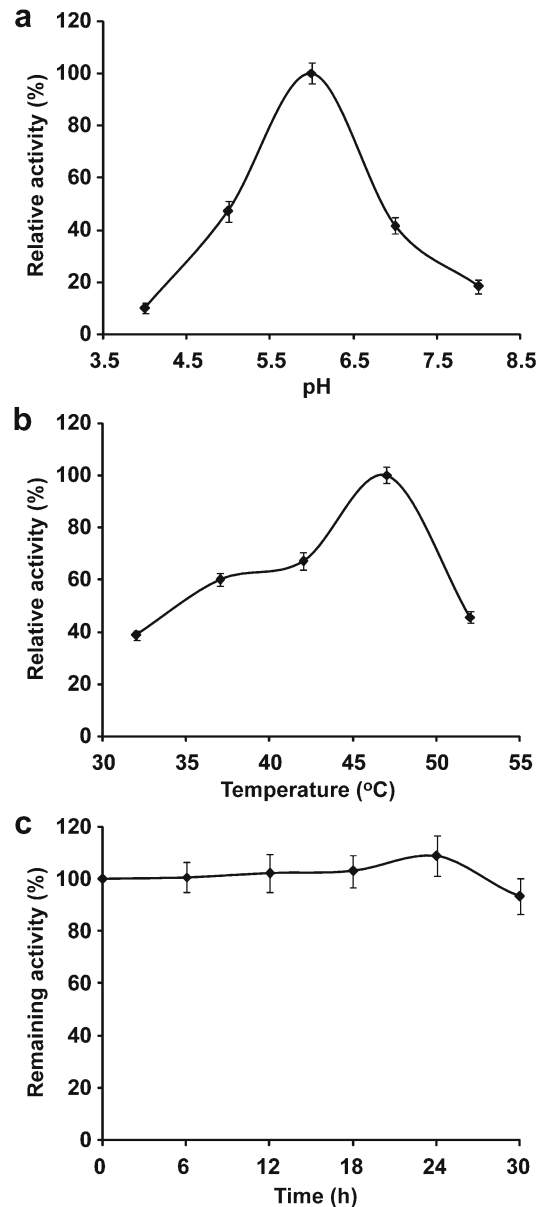 a
120
100
80
60
40
20
0
Relative activity (%)
3.5 4.5 5.5 6.5 7.5 8.5
pH
b
120
100
80
60
40
20
0
Relative activity (%)
30 35 40 45 50 55
Temperature (°C)
c
120
100
80
60
40
20
0
Remaining activity (%)
0 6 12 18 24 30
Time (h)